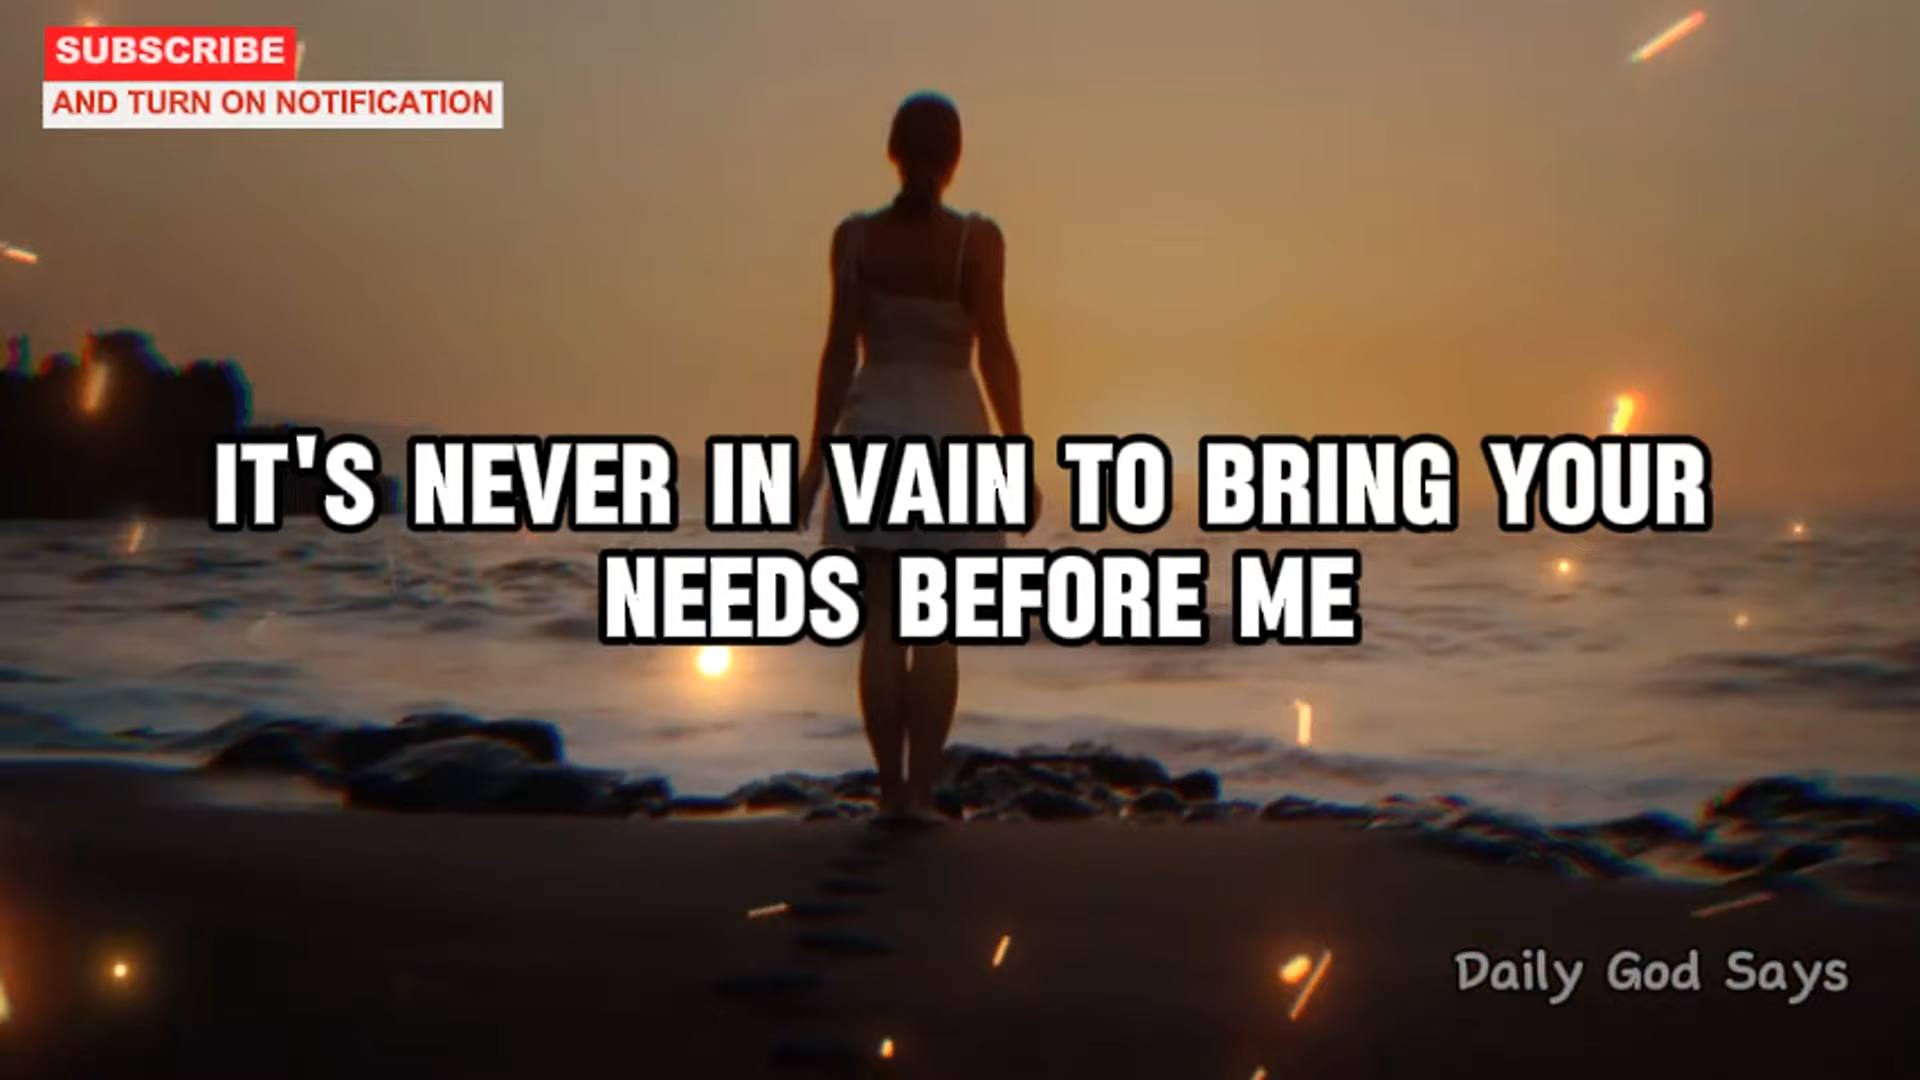 SUBSCRIBE
AND TURN ON NOTIFICATION
IT'S NEVER IN VAIN TO BRING YOUR
NEEDS BEFORE ME
Daily God Says